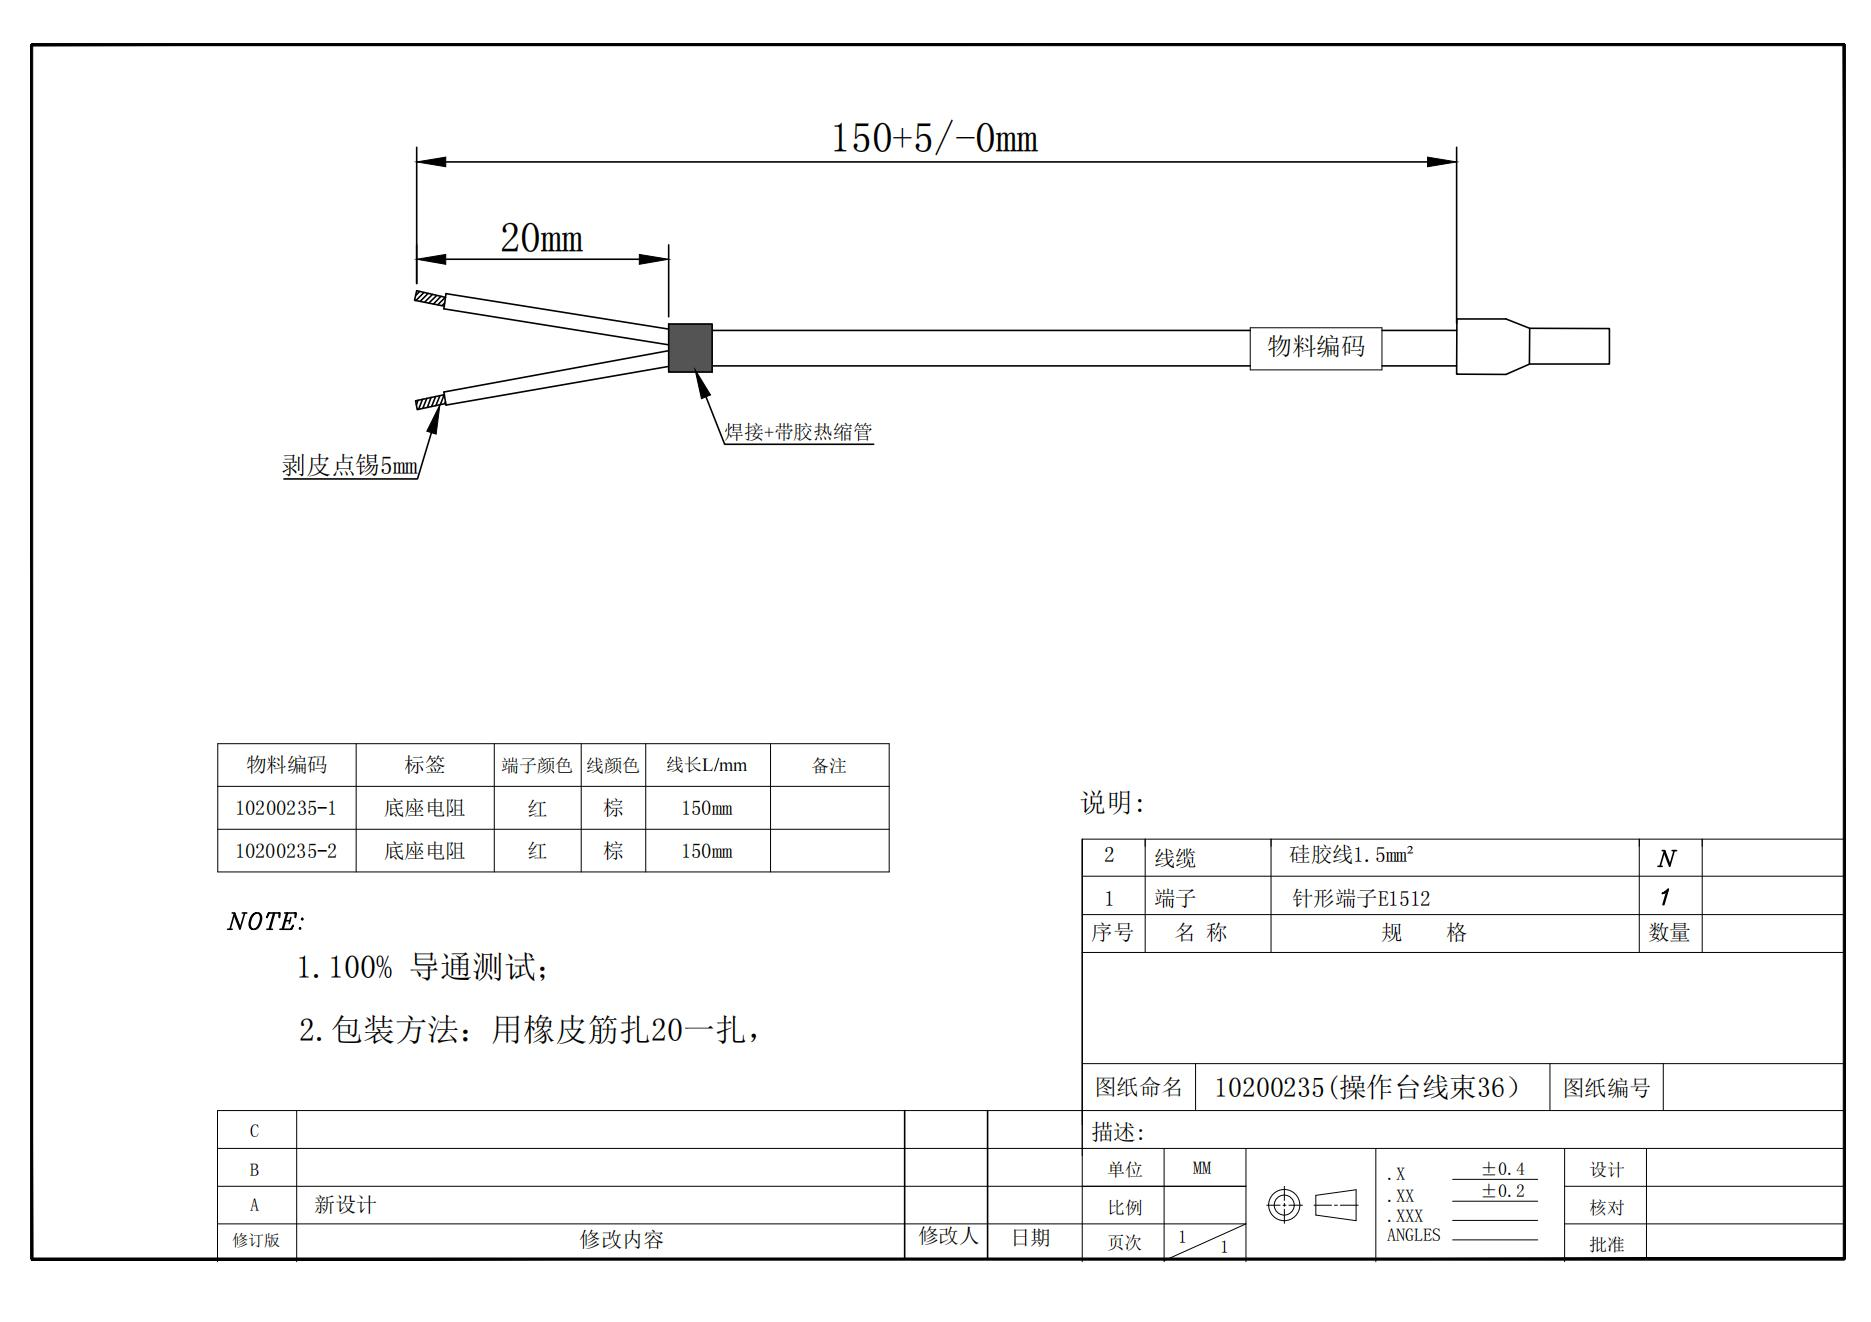 150+5/-0mm
20mm
物料编码
焊接+带胶热缩管
剥皮点锡5mm
物料编码 标签 端子颜色 线颜色 线长L/mm 备注
10200235-1 底座电阻 红 棕 150mm
10200235-2 底座电阻 红 棕 150mm
NOTE:
1.100% 导通测试；
2.包装方法：用橡皮筋扎20一扎，
说明:
2 线缆 硅胶线1.5mm² N
1 端子 针形端子E1512 1
序号 名 称 规 格 数量
图纸命名 10200235(操作台线束36） 图纸编号
描述:
C
B
A 新设计
修订版 修改内容 修改人 日期
单位 MM
比例
页次 1/1
.X ±0.4
.XX ±0.2
.XXX
ANGLES
设计
核对
批准